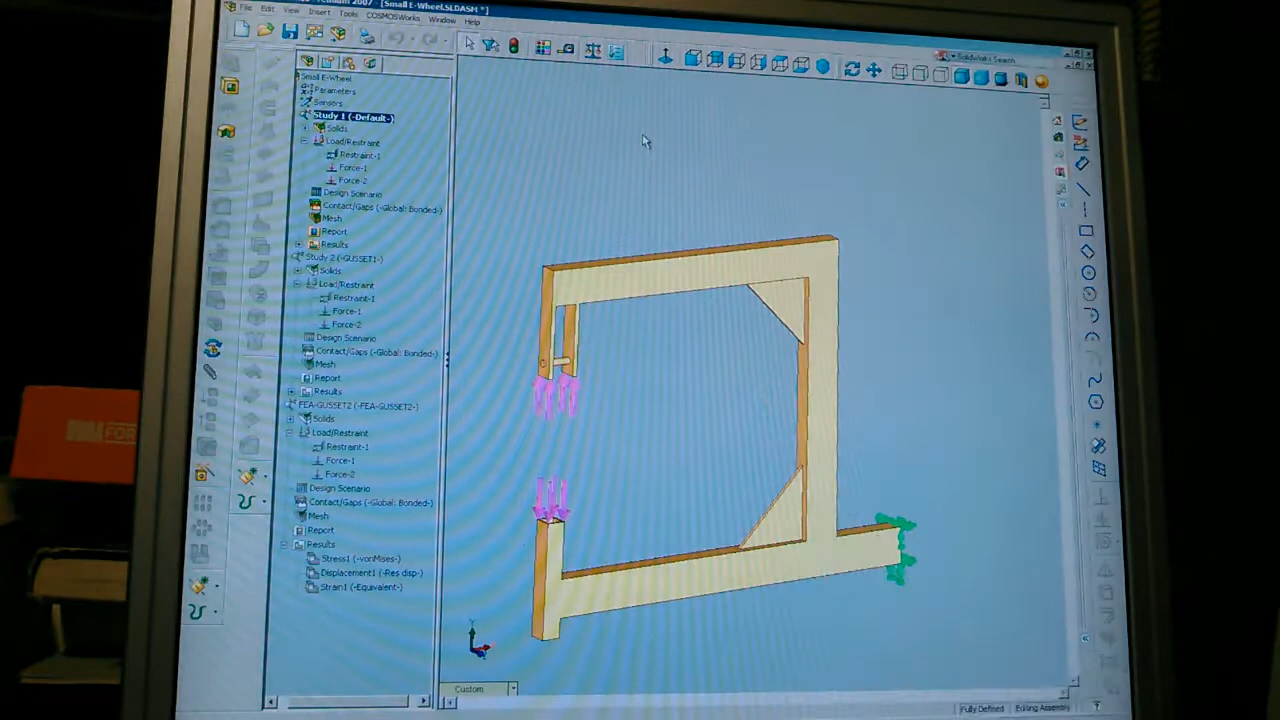 2007 - [Small E-Wheel.SLDASM *]
File Edit View Insert Tools COSMOSWorks Window Help
SolidWorks Search
Small E-Wheel
Parameters
Sensors
Study 1 (-Default-)
Solids
Load/Restraint
Restraint-1
Force-1
Force-2
Design Scenario
Contact/Gaps (-Global: Bonded-)
Mesh
Report
Results
Study 2 (-GUSSET1-)
Solids
Load/Restraint
Restraint-1
Force-1
Force-2
Design Scenario
Contact/Gaps (-Global: Bonded-)
Mesh
Report
Results
FEA-GUSSET2 (-FEA-GUSSET2-)
Solids
Load/Restraint
Restraint-1
Force-1
Force-2
Design Scenario
Contact/Gaps (-Global: Bonded-)
Mesh
Report
Results
Stress1 (-vonMises-)
Displacement1 (-Res disp-)
Strain1 (-Equivalent-)
Custom
Fully Defined
Editing Assembly